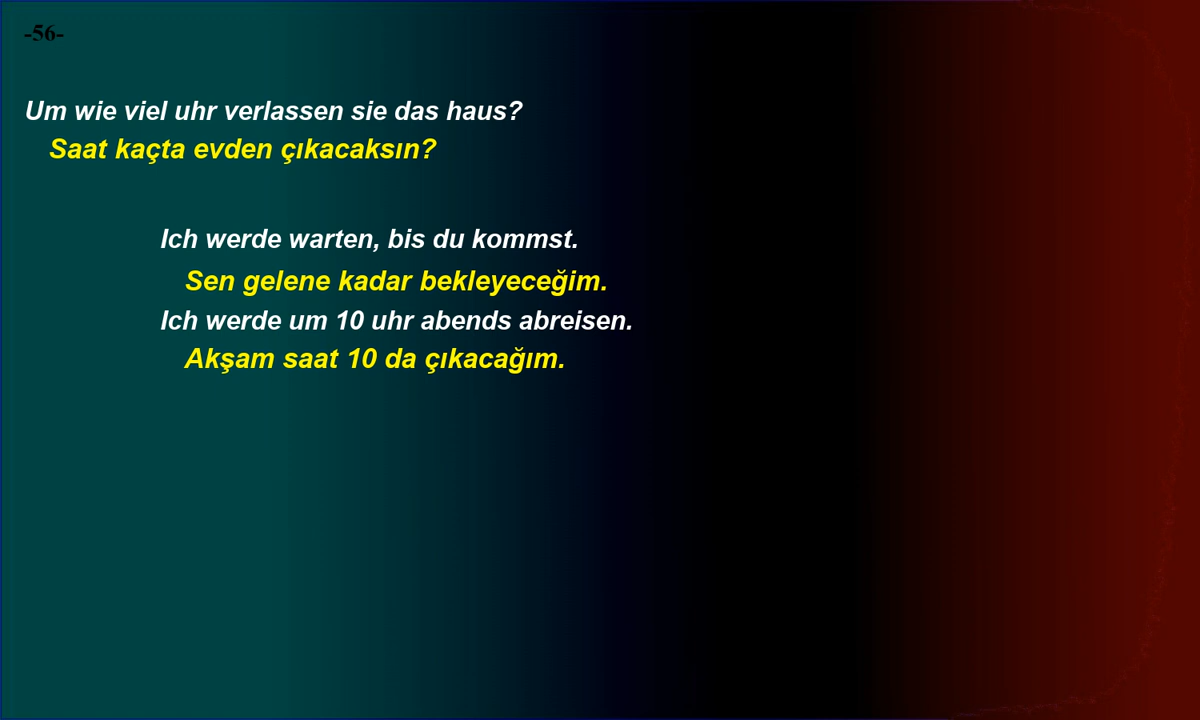 -56-
Um wie viel uhr verlassen sie das haus?
Saat kaçta evden çıkacaksın?
Ich werde warten, bis du kommst.
Sen gelene kadar bekleyeceğim.
Ich werde um 10 uhr abends abreisen.
Akşam saat 10 da çıkacağım.